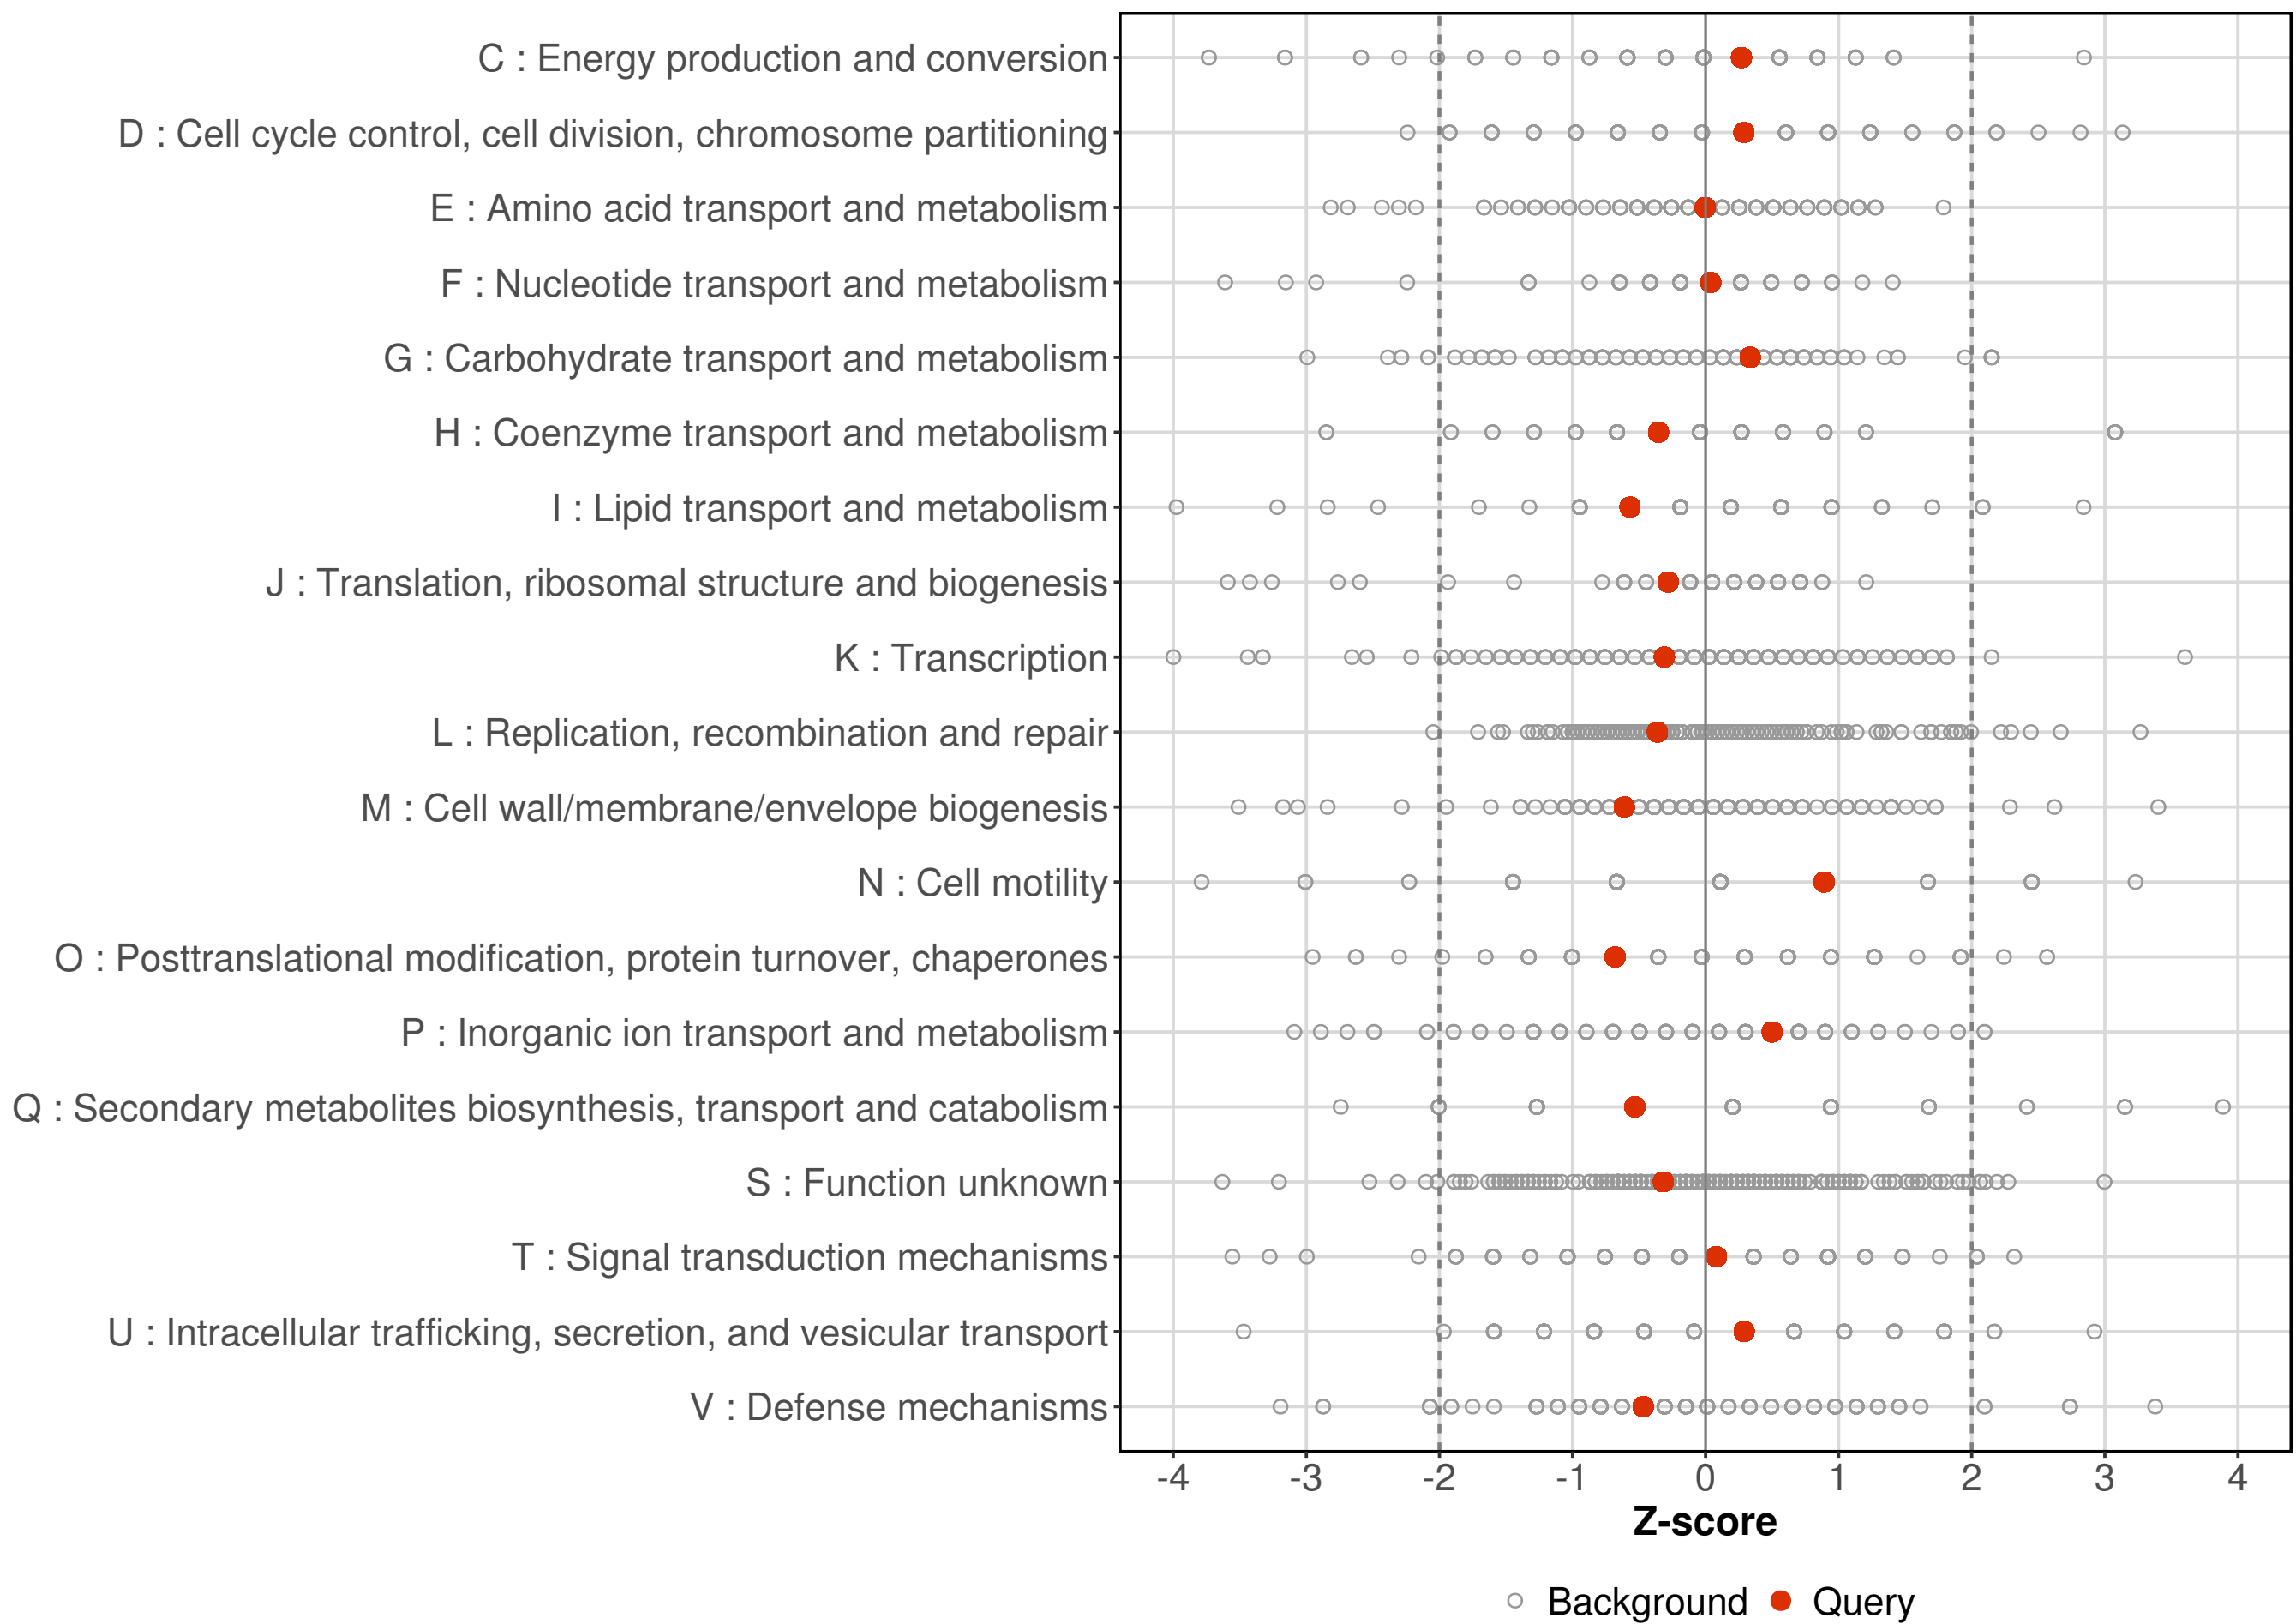 C : Energy production and conversion
D : Cell cycle control, cell division, chromosome partitioning
E : Amino acid transport and metabolism
F : Nucleotide transport and metabolism
G : Carbohydrate transport and metabolism
H : Coenzyme transport and metabolism
I : Lipid transport and metabolism
J : Translation, ribosomal structure and biogenesis
K : Transcription
L : Replication, recombination and repair
M : Cell wall/membrane/envelope biogenesis
N : Cell motility
O : Posttranslational modification, protein turnover, chaperones
P : Inorganic ion transport and metabolism
Q : Secondary metabolites biosynthesis, transport and catabolism
S : Function unknown
T : Signal transduction mechanisms
U : Intracellular trafficking, secretion, and vesicular transport
V : Defense mechanisms
-4 -3 -2 -1 0 1 2 3 4
Z-score
Background Query